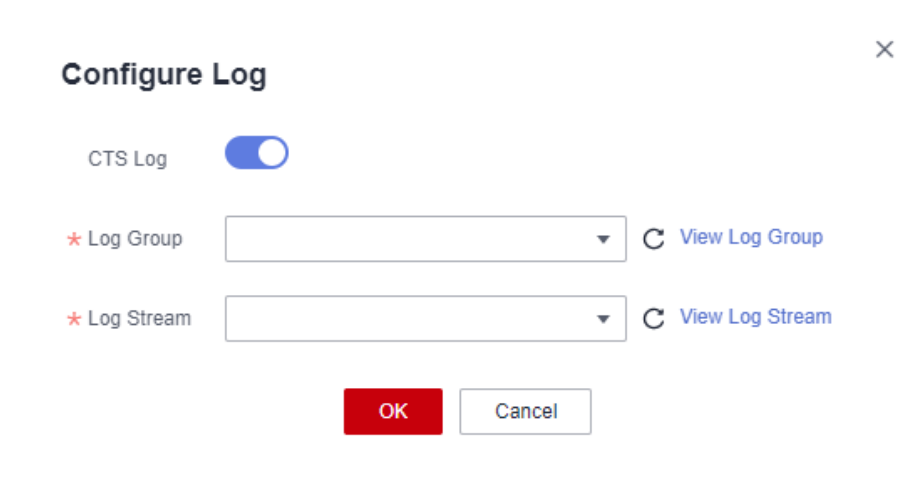 Configure Log
CTS Log
* Log Group View Log Group
* Log Stream View Log Stream
OK Cancel